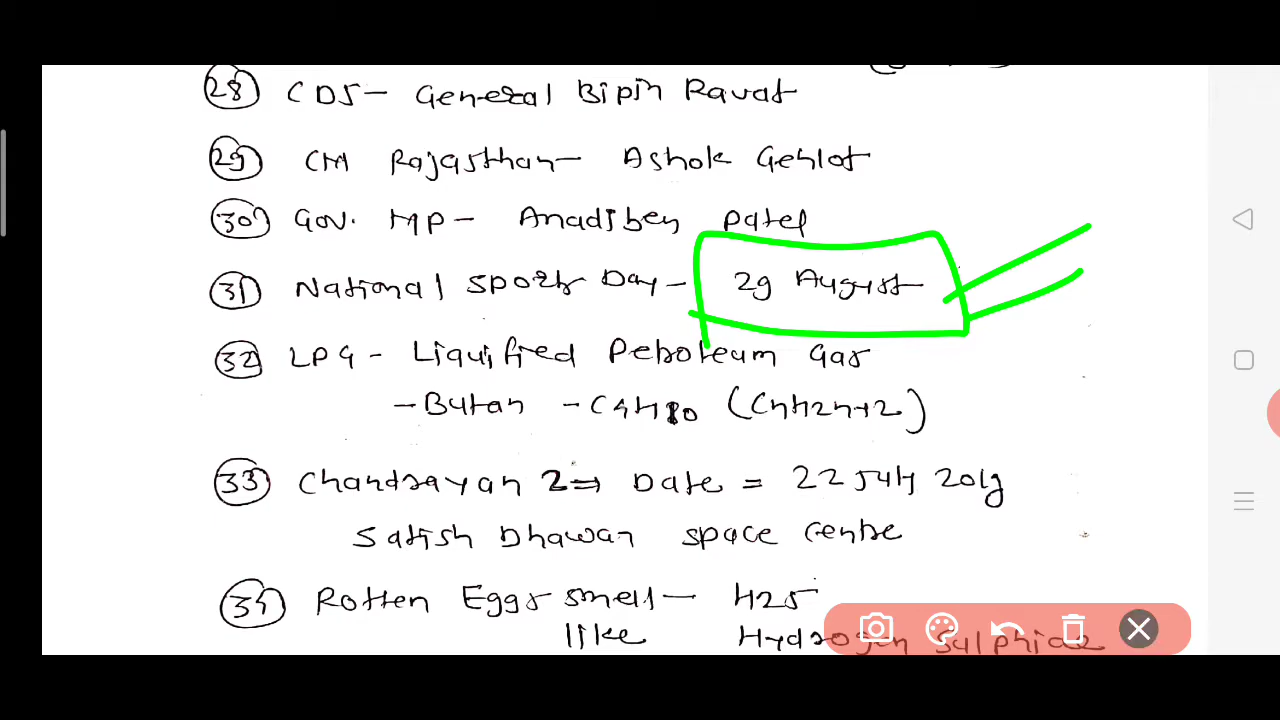 28 CDS- General Bipin Ravat
29 CM Rajasthan- Ashok Gehlot
30 Gov. MP- Anadiben Patel
31 National Sports Day- 29 August
32 LPG - Liquified Petroleum Gas
-Butan -C4H10 (CnH2n+2)
33 Chandrayan 2⇒ Date = 22 July 2019
Satish Dhawan space centre
34 Rotten Eggs smell- H2S
like Hydrogen Sulphide